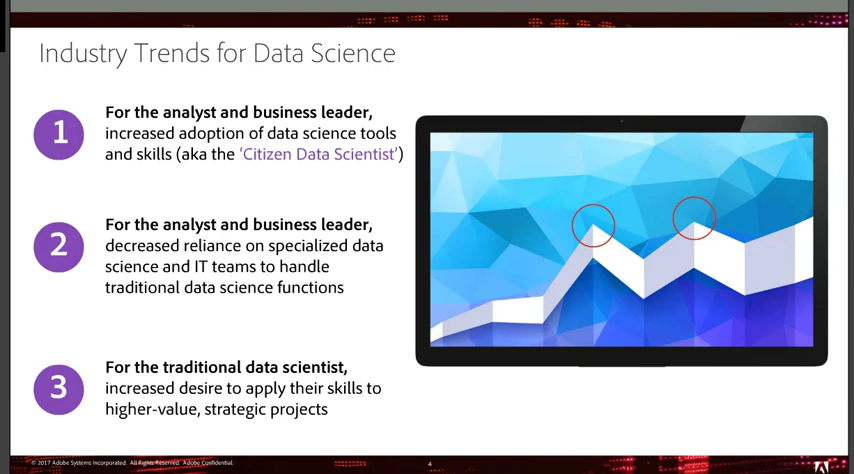 Industry Trends for Data Science
1
For the analyst and business leader,
increased adoption of data science tools
and skills (aka the ‘Citizen Data Scientist’)
2
For the analyst and business leader,
decreased reliance on specialized data
science and IT teams to handle
traditional data science functions
3
For the traditional data scientist,
increased desire to apply their skills to
higher-value, strategic projects
© 2017 Adobe Systems Incorporated. All Rights Reserved. Adobe Confidential.
4